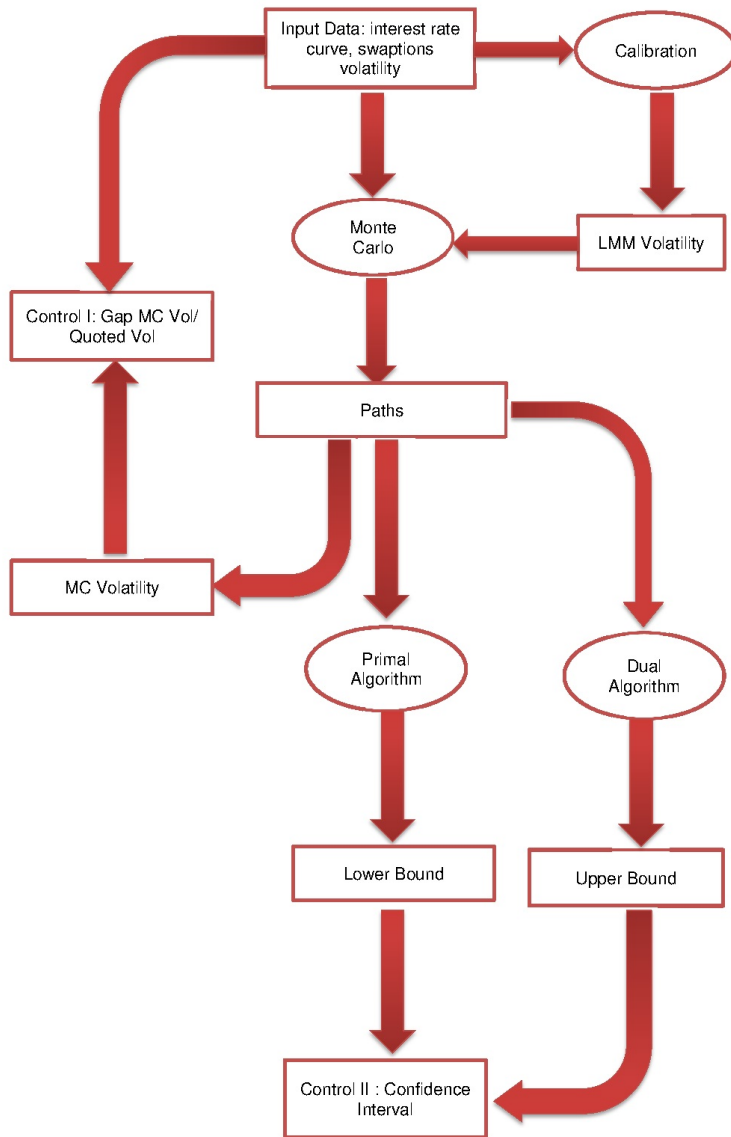 Input Data: interest rate
curve, swaptions
volatility
Calibration
Monte
Carlo
LMM Volatility
Control I: Gap MC Vol/
Quoted Vol
Paths
MC Volatility
Primal
Algorithm
Dual
Algorithm
Lower Bound
Upper Bound
Control II : Confidence
Interval